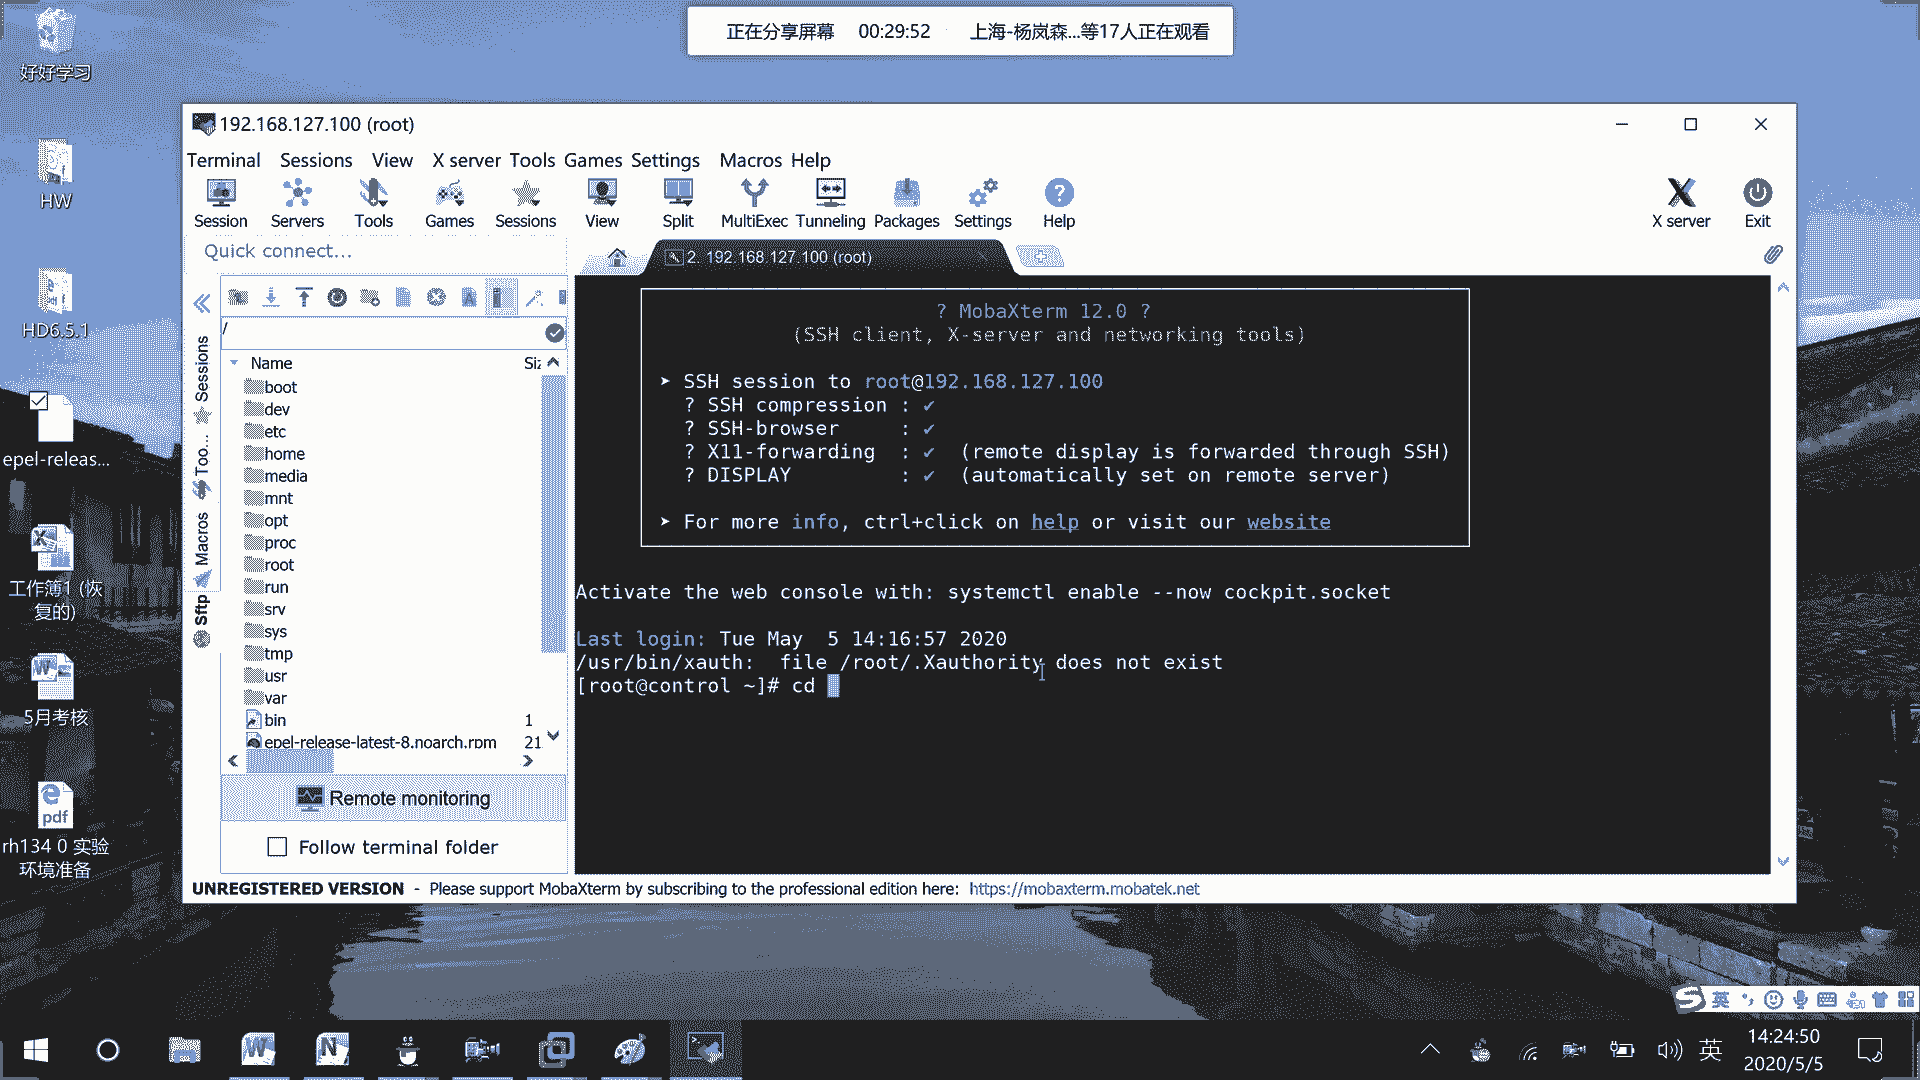 正在分享屏幕 00:29:52 上海-杨岚森...等17人正在观看
好好学习
HW
HD6.5.1
epel-releas...
工作簿1 (恢
复的)
5月考核
pdf
rh134 0 实验
环境准备
192.168.127.100 (root)
Terminal Sessions View X server Tools Games Settings Macros Help
Session Servers Tools Games Sessions View Split MultiExec Tunneling Packages Settings Help X server Exit
Quick connect...
2. 192.168.127.100 (root)
/
Name Siz
boot
dev
etc
home
media
mnt
opt
proc
root
run
srv
sys
tmp
usr
var
bin 1
epel-release-latest-8.noarch.rpm 21
Sessions
Too...
Macros
Sftp
Remote monitoring
Follow terminal folder
? MobaXterm 12.0 ?
(SSH client, X-server and networking tools)
➤ SSH session to root@192.168.127.100
? SSH compression : ✔
? SSH-browser : ✔
? X11-forwarding : ✔ (remote display is forwarded through SSH)
? DISPLAY : ✔ (automatically set on remote server)
➤ For more info, ctrl+click on help or visit our website
Activate the web console with: systemctl enable --now cockpit.socket
Last login: Tue May 5 14:16:57 2020
/usr/bin/xauth: file /root/.Xauthority does not exist
[root@control ~]# cd
UNREGISTERED VERSION - Please support MobaXterm by subscribing to the professional edition here: https://mobaxterm.mobatek.net
英
英
14:24:50
2020/5/5